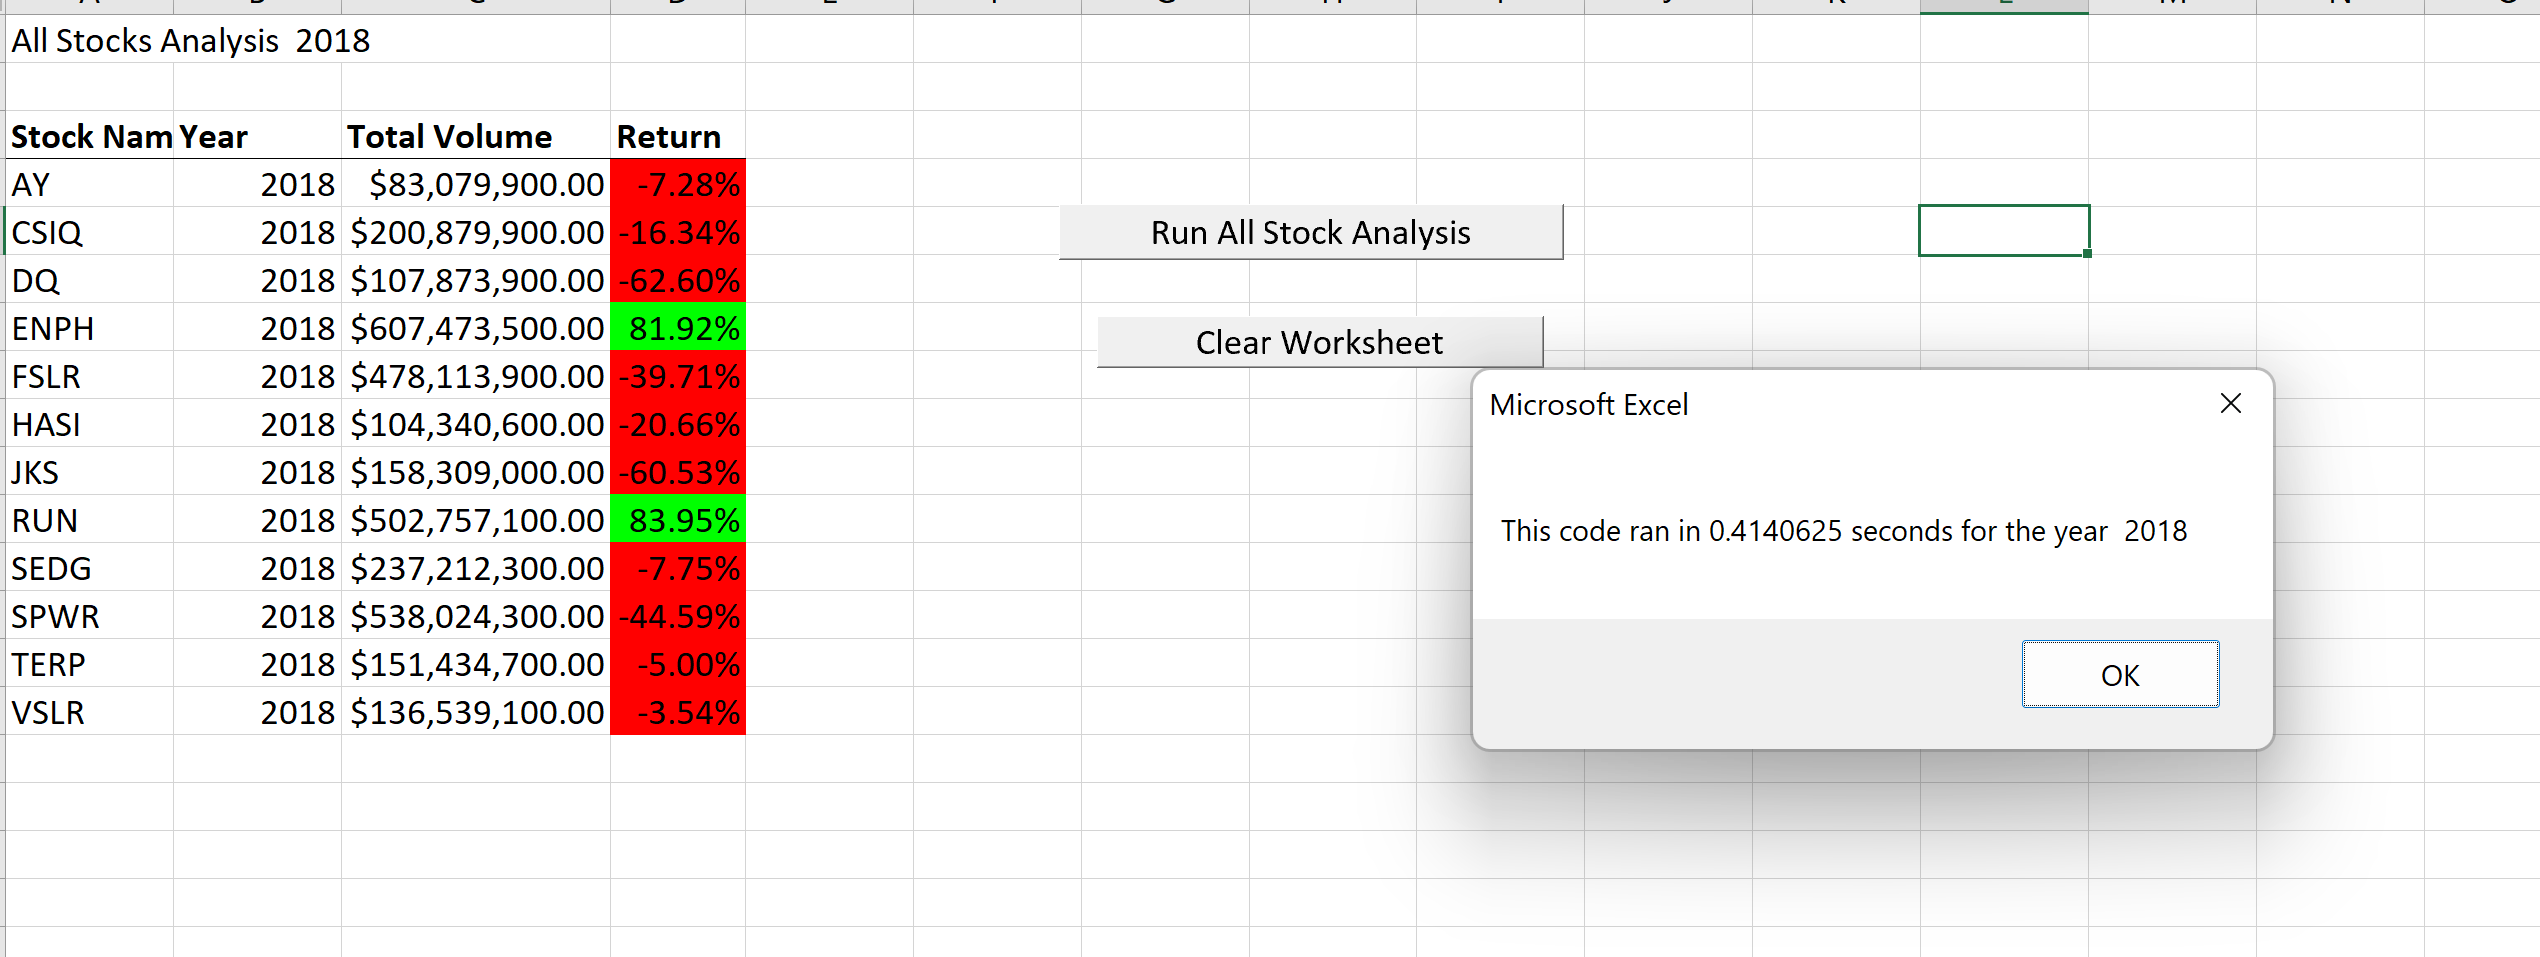 All Stocks Analysis  2018
Stock Nam Year Total Volume Return
AY 2018 $83,079,900.00 -7.28%
CSIQ 2018 $200,879,900.00 -16.34%
DQ 2018 $107,873,900.00 -62.60%
ENPH 2018 $607,473,500.00 81.92%
FSLR 2018 $478,113,900.00 -39.71%
HASI 2018 $104,340,600.00 -20.66%
JKS 2018 $158,309,000.00 -60.53%
RUN 2018 $502,757,100.00 83.95%
SEDG 2018 $237,212,300.00 -7.75%
SPWR 2018 $538,024,300.00 -44.59%
TERP 2018 $151,434,700.00 -5.00%
VSLR 2018 $136,539,100.00 -3.54%
Run All Stock Analysis
Clear Worksheet
Microsoft Excel
This code ran in 0.4140625 seconds for the year  2018
OK